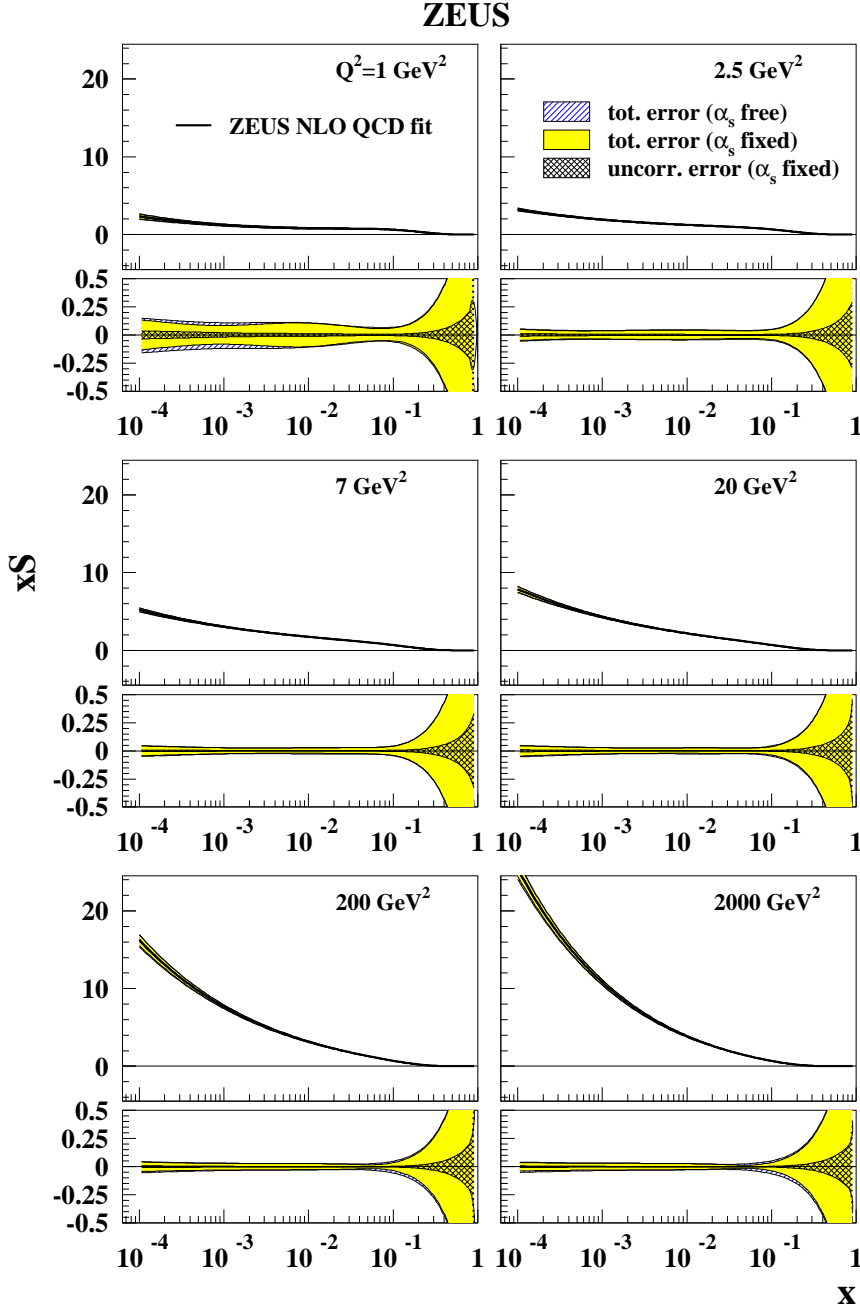 ZEUS
Q²=1 GeV²
2.5 GeV²
ZEUS NLO QCD fit
tot. error (αs free)
tot. error (αs fixed)
uncorr. error (αs fixed)
20
10
0
0.5
0.25
0
-0.25
-0.5
10⁻⁴ 10⁻³ 10⁻² 10⁻¹ 1
10⁻⁴ 10⁻³ 10⁻² 10⁻¹ 1
xS
7 GeV²
20 GeV²
20
10
0
0.5
0.25
0
-0.25
-0.5
10⁻⁴ 10⁻³ 10⁻² 10⁻¹ 1
10⁻⁴ 10⁻³ 10⁻² 10⁻¹ 1
200 GeV²
2000 GeV²
20
10
0
0.5
0.25
0
-0.25
-0.5
10⁻⁴ 10⁻³ 10⁻² 10⁻¹ 1
10⁻⁴ 10⁻³ 10⁻² 10⁻¹ 1
x